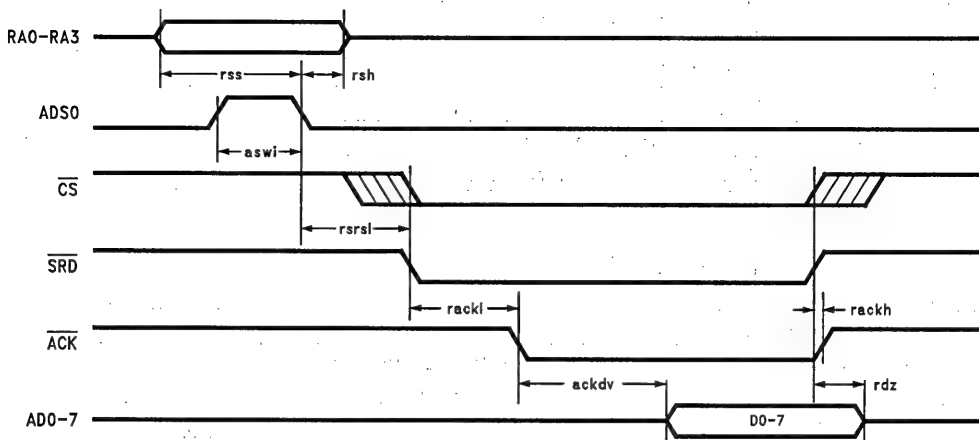 RA0-RA3
rss
rsh
ADS0
aswi
CS
rsrsl
SRD
rackl
rackh
ACK
ackdv
rdz
AD0-7
D0-7